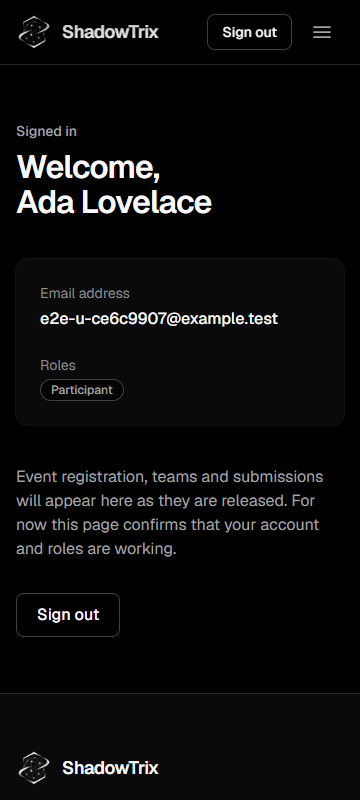 ShadowTrix
Sign out
Signed in
Welcome,
Ada Lovelace
Email address
e2e-u-ce6c9907@example.test
Roles
Participant
Event registration, teams and submissions
will appear here as they are released. For
now this page confirms that your account
and roles are working.
Sign out
ShadowTrix